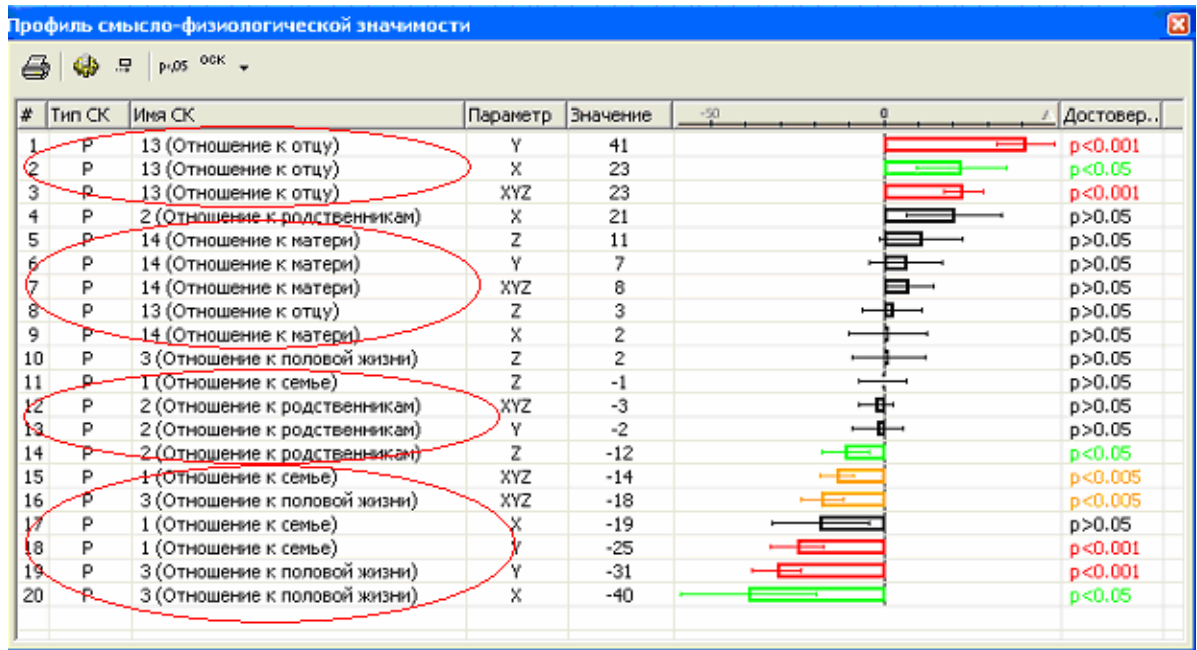 Профиль смысло-физиологической значимости
p<,05 ОСК
# Тип СК Имя СК Параметр Значение -50 0 Достовер..
1 P 13 (Отношение к отцу) Y 41 p<0.001
2 P 13 (Отношение к отцу) X 23 p<0.05
3 P 13 (Отношение к отцу) XYZ 23 p<0.001
4 P 2 (Отношение к родственникам) X 21 p>0.05
5 P 14 (Отношение к матери) Z 11 p>0.05
6 P 14 (Отношение к матери) Y 7 p>0.05
7 P 14 (Отношение к матери) XYZ 8 p>0.05
8 P 13 (Отношение к отцу) Z 3 p>0.05
9 P 14 (Отношение к матери) X 2 p>0.05
10 P 3 (Отношение к половой жизни) Z 2 p>0.05
11 P 1 (Отношение к семье) Z -1 p>0.05
12 P 2 (Отношение к родственникам) XYZ -3 p>0.05
13 P 2 (Отношение к родственникам) Y -2 p>0.05
14 P 2 (Отношение к родственникам) Z -12 p<0.05
15 P 1 (Отношение к семье) XYZ -14 p<0.005
16 P 3 (Отношение к половой жизни) XYZ -18 p<0.005
17 P 1 (Отношение к семье) X -19 p>0.05
18 P 1 (Отношение к семье) Y -25 p<0.001
19 P 3 (Отношение к половой жизни) Y -31 p<0.001
20 P 3 (Отношение к половой жизни) X -40 p<0.05